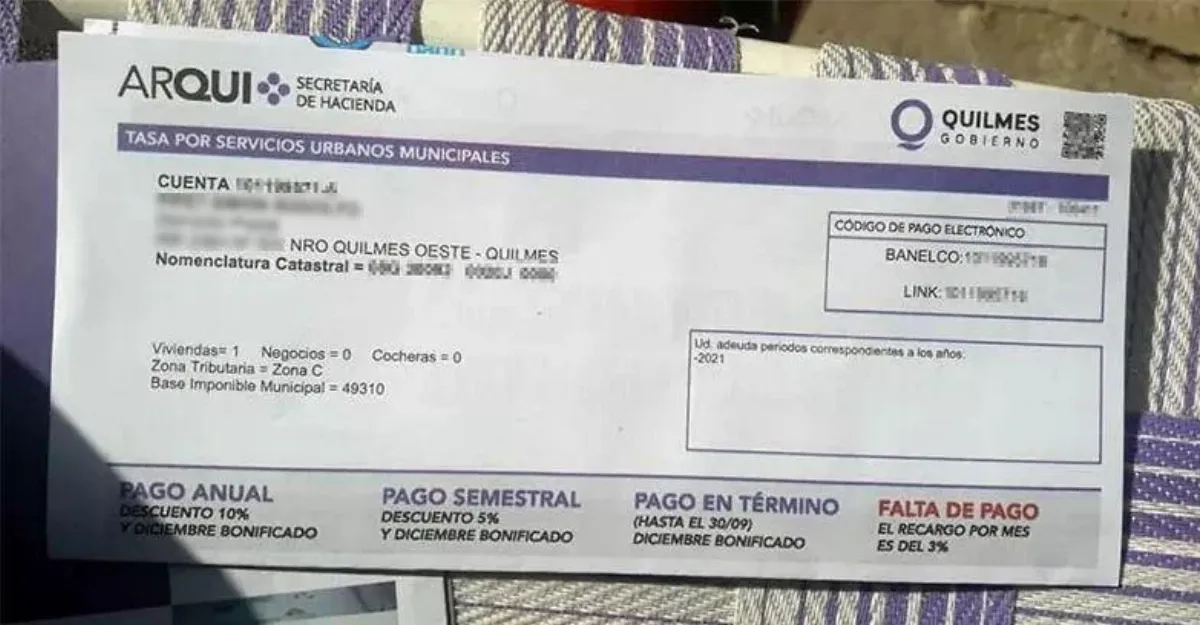 ARQUI SECRETARÍA
DE HACIENDA
QUILMES
GOBIERNO
TASA POR SERVICIOS URBANOS MUNICIPALES
CUENTA
NRO QUILMES OESTE - QUILMES
Nomenclatura Catastral =
CÓDIGO DE PAGO ELECTRÓNICO
BANELCO:
LINK:
Viviendas= 1 Negocios = 0 Cocheras = 0
Zona Tributaria = Zona C
Base Imponible Municipal = 49310
Ud. adeuda periodos correspondientes a los años:
-2021
PAGO ANUAL
DESCUENTO 10%
Y DICIEMBRE BONIFICADO
PAGO SEMESTRAL
DESCUENTO 5%
Y DICIEMBRE BONIFICADO
PAGO EN TÉRMINO
(HASTA EL 30/09)
DICIEMBRE BONIFICADO
FALTA DE PAGO
EL RECARGO POR MES
ES DEL 3%